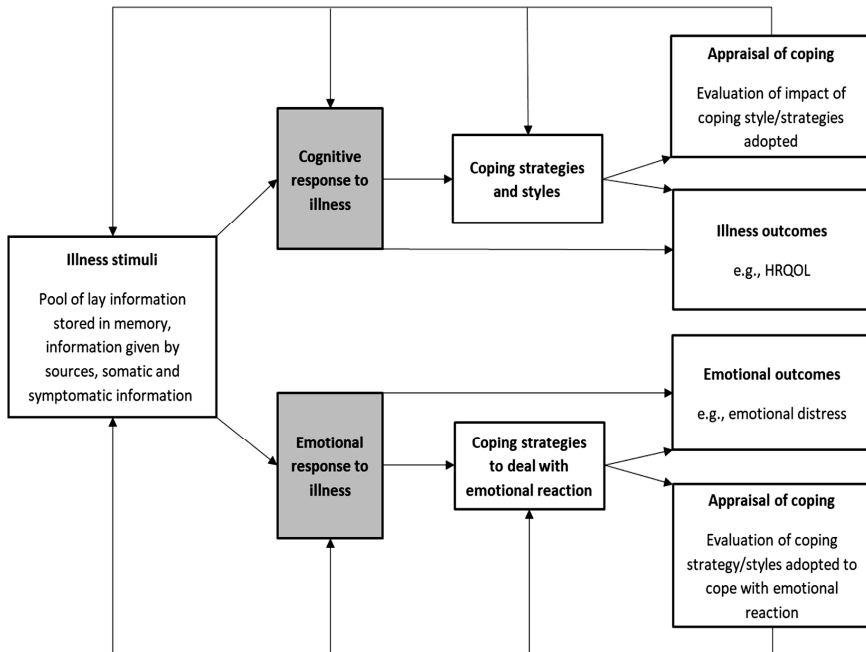 Appraisal of coping
Evaluation of impact of
coping style/strategies
adopted
Cognitive
response to
illness
Coping strategies
and styles
Illness outcomes
e.g., HRQOL
Illness stimuli
Pool of lay information
stored in memory,
information given by
sources, somatic and
symptomatic information
Emotional outcomes
e.g., emotional distress
Emotional
response to
illness
Coping strategies
to deal with
emotional reaction
Appraisal of coping
Evaluation of coping
strategy/styles adopted to
cope with emotional
reaction